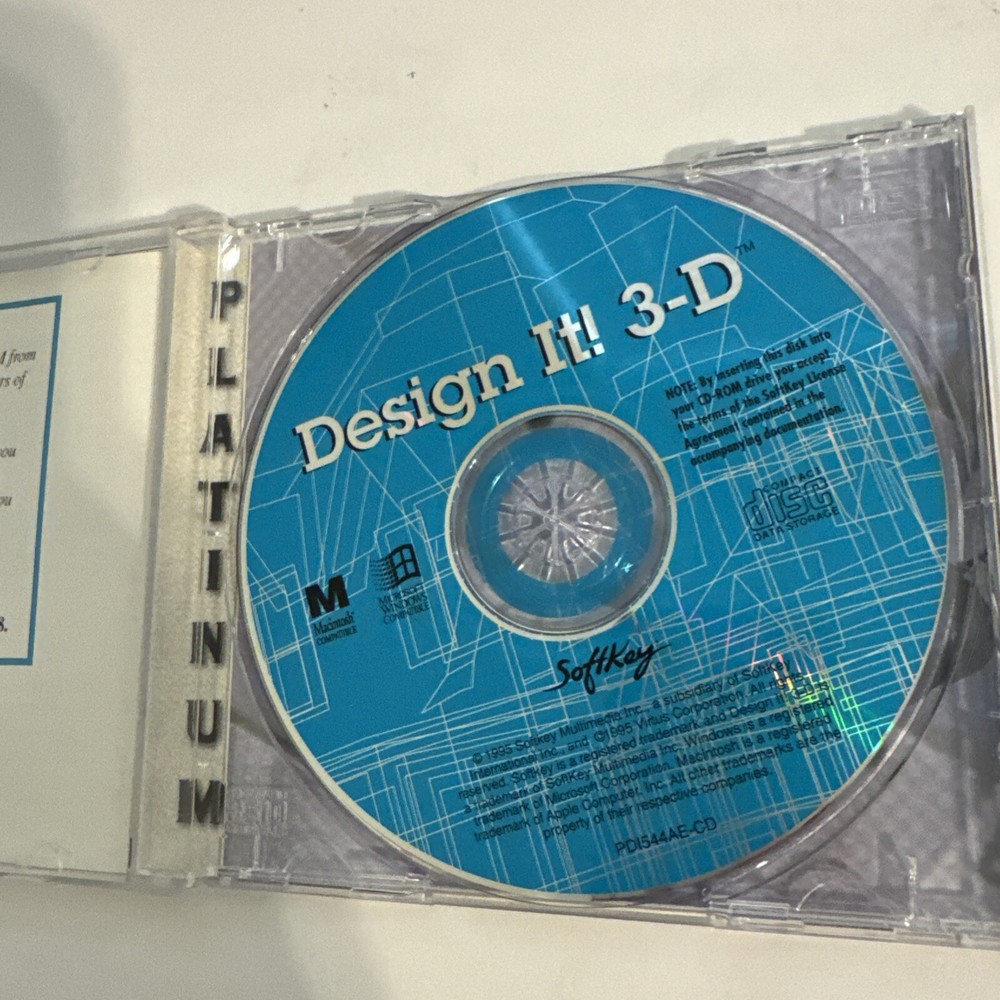 M from
rs of
ou
ou
8.
PLATINUM
Design It! 3-D™
NOTE: By inserting this disk into
your CD-ROM drive you accept
the terms of the SoftKey License
Agreement contained in the
accompanying documentation.
COMPACT
disc
DATA STORAGE
M
Macintosh
COMPATIBLE
MICROSOFT
WINDOWS
COMPATIBLE
SoftKey
© 1995 SoftKey Multimedia Inc., a subsidiary of SoftKey
International Inc., and ©1995 Virtus Corporation. All rights
reserved. SoftKey is a registered trademark and Design It! 3-D is
a trademark of SoftKey Multimedia Inc. Windows is a registered
trademark of Microsoft Corporation. Macintosh is a registered
trademark of Apple Computer, Inc. All other trademarks are the
property of their respective companies.
PDI544AE-CD